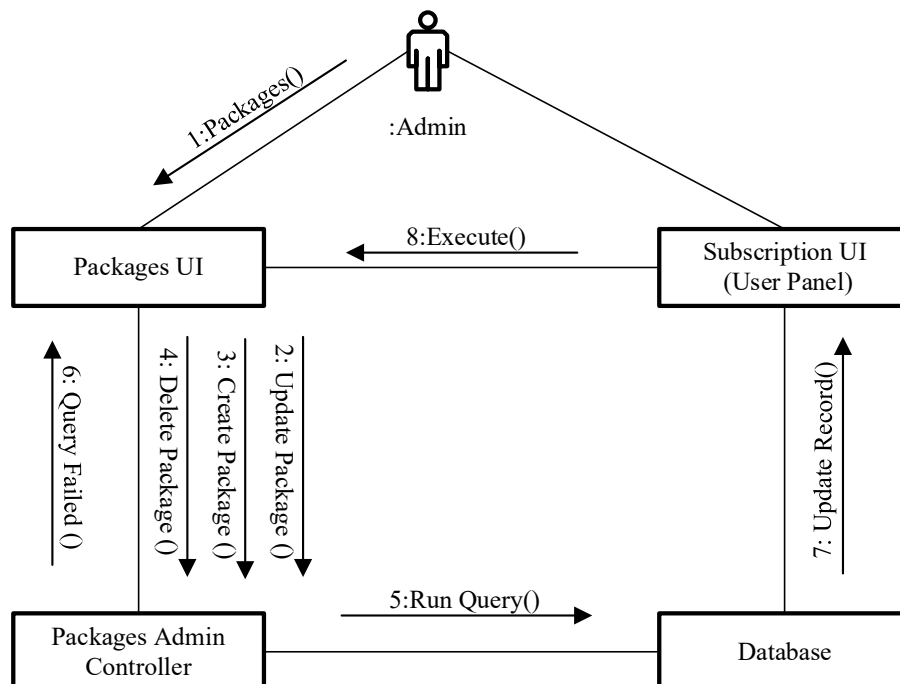 :Admin
1:Packages()
Packages UI
8:Execute()
Subscription UI
(User Panel)
6: Query Failed ()
4: Delete Package ()
3: Create Package ()
2: Update Package ()
7: Update Record()
5:Run Query()
Packages Admin
Controller
Database